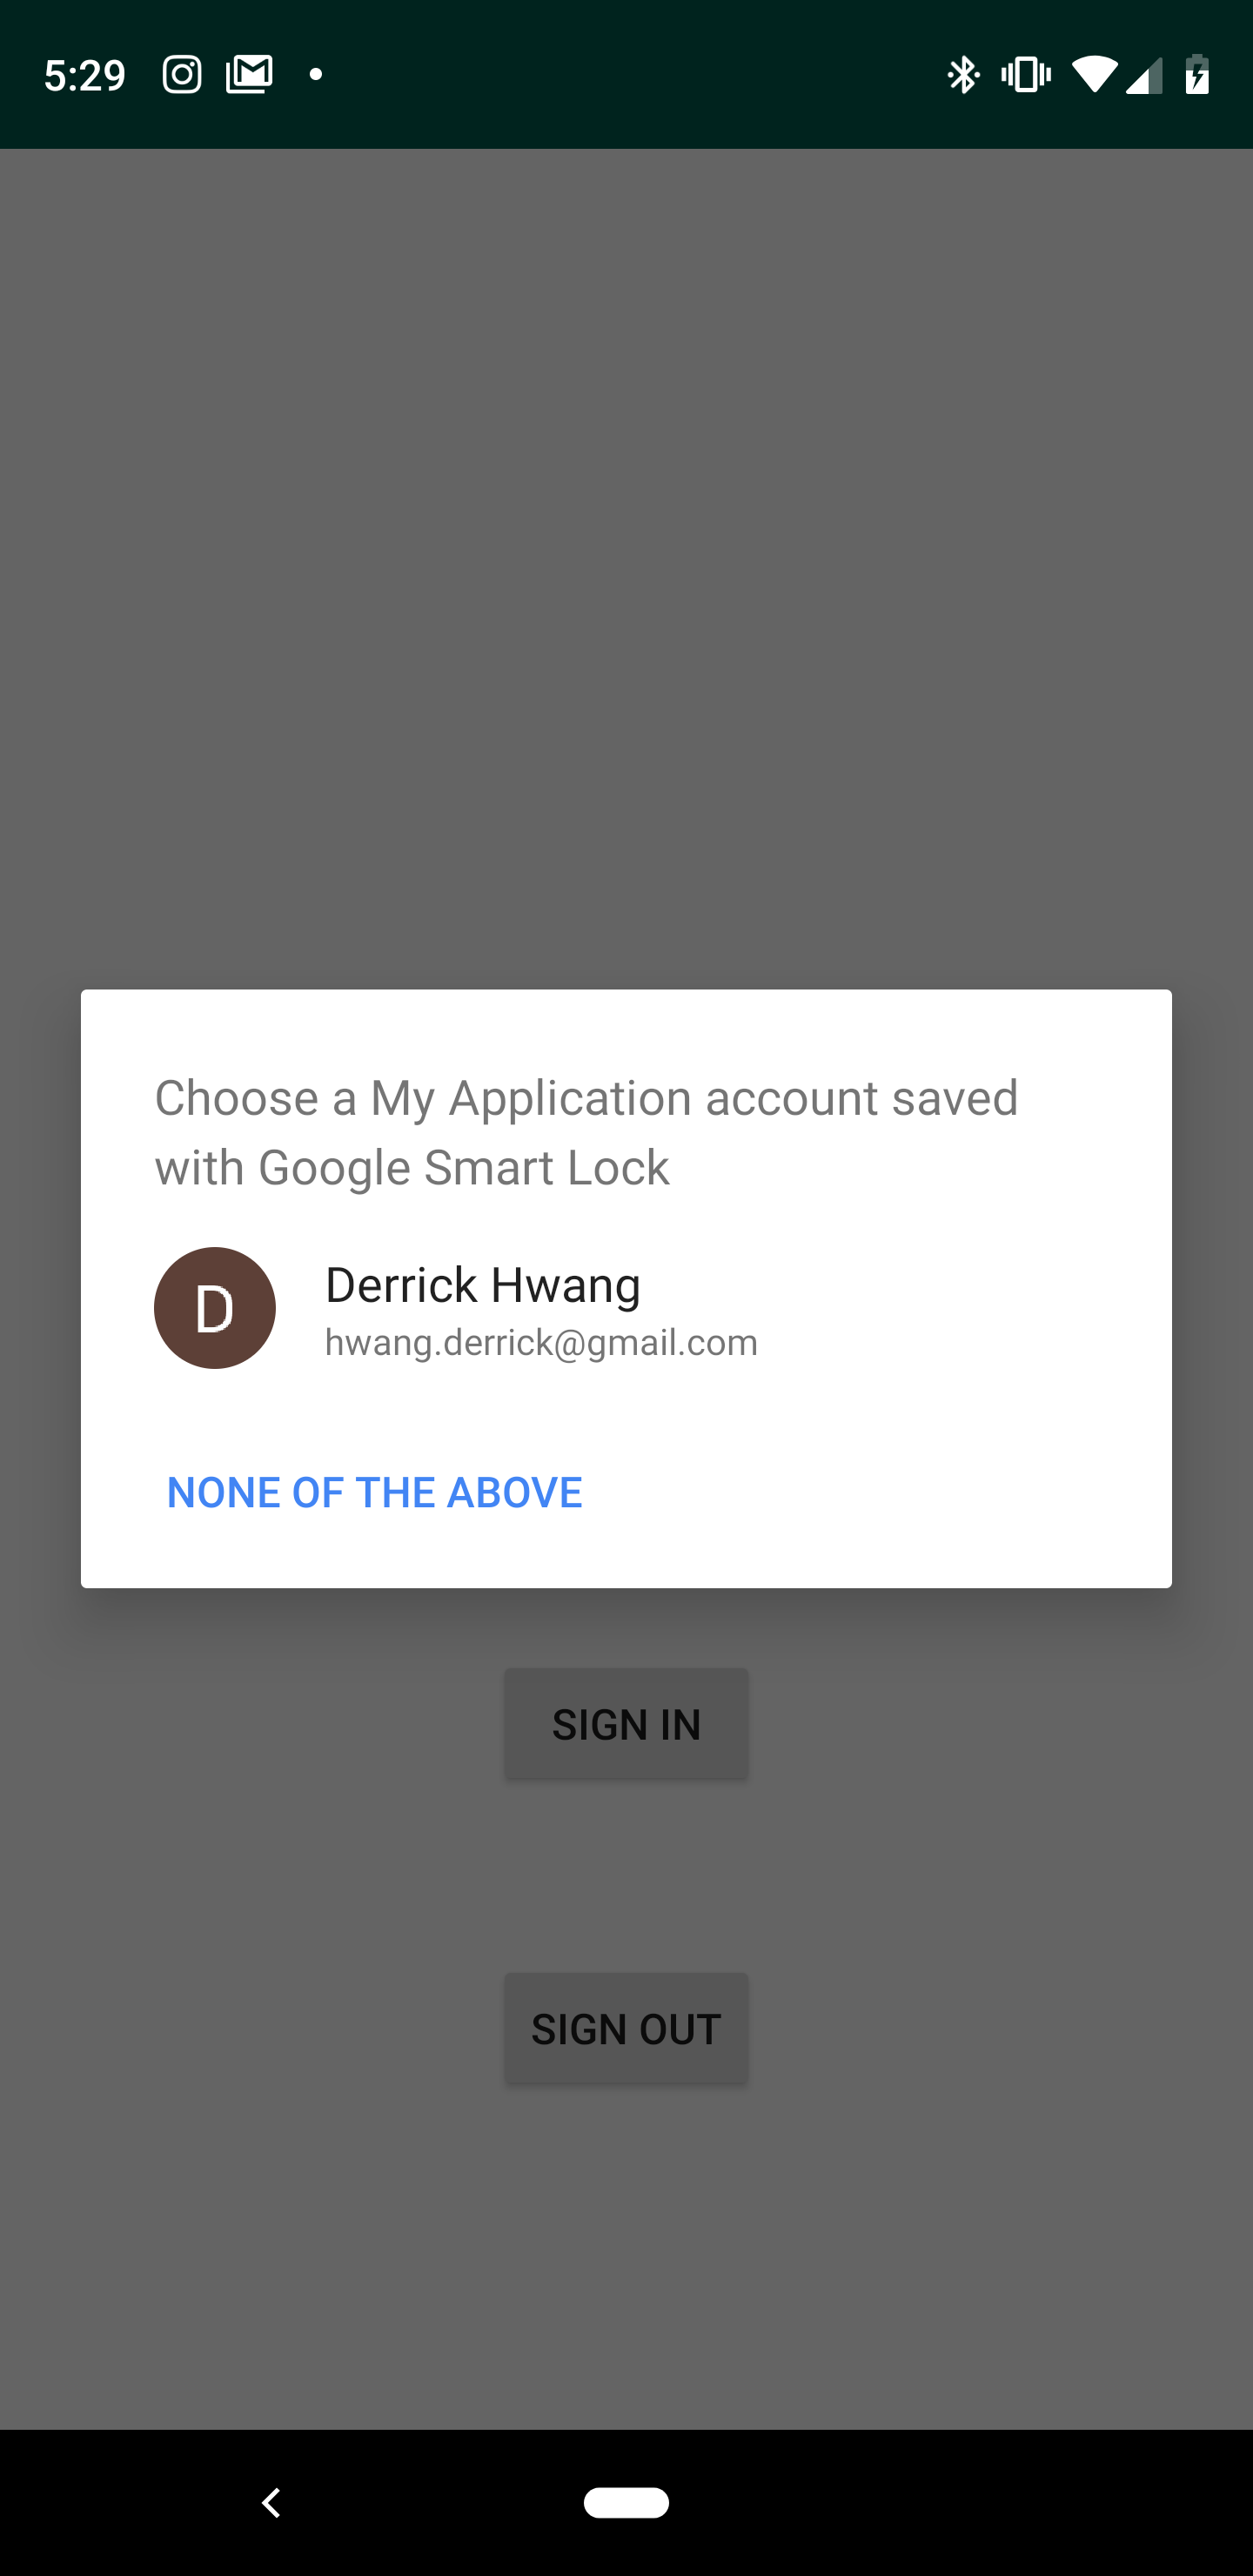 5:29
Choose a My Application account saved
with Google Smart Lock
D
Derrick Hwang
hwang.derrick@gmail.com
NONE OF THE ABOVE
SIGN IN
SIGN OUT